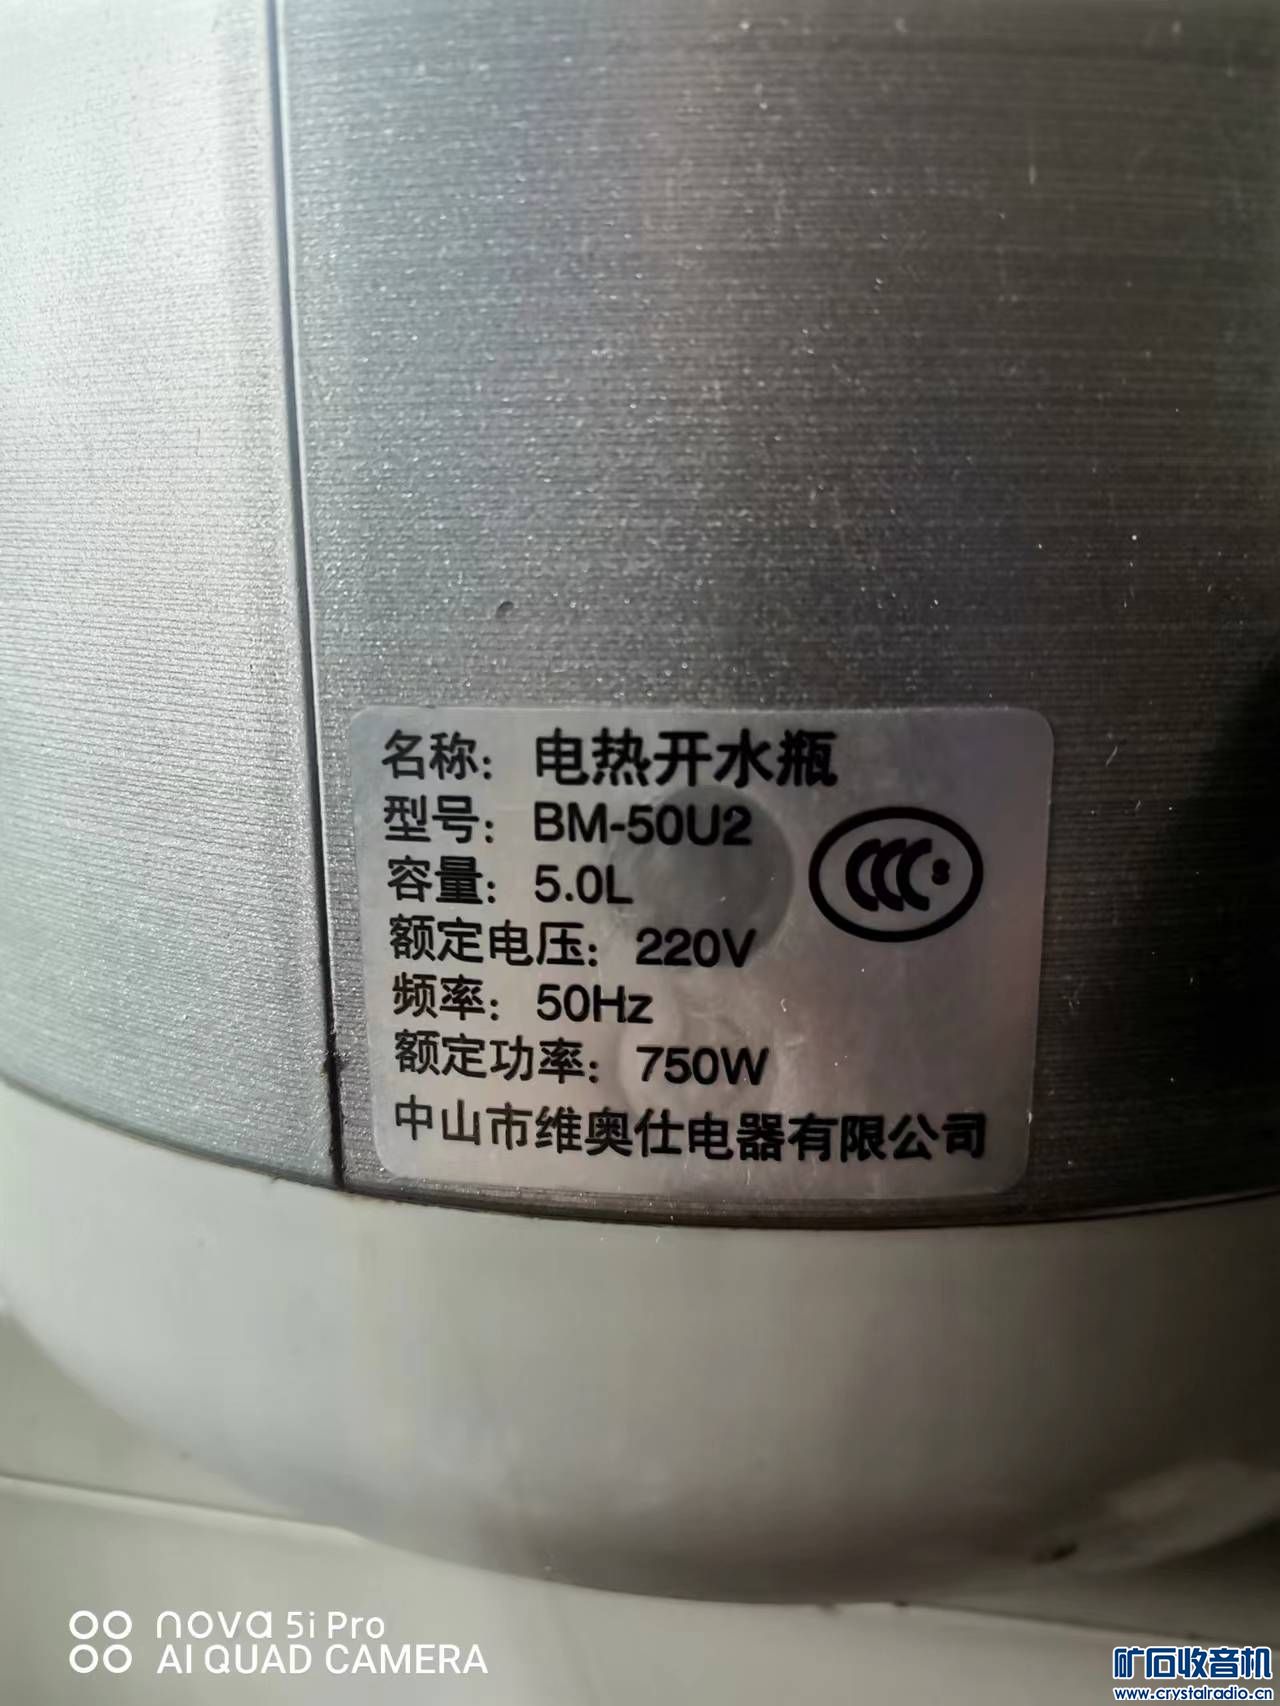 名称：电热开水瓶
型号：BM-50U2
容量：5.0L
额定电压：220V
频率：50Hz
额定功率：750W
中山市维奥仕电器有限公司
CCC S
nova 5i Pro
AI QUAD CAMERA
矿石收音机
www.crystalradio.cn